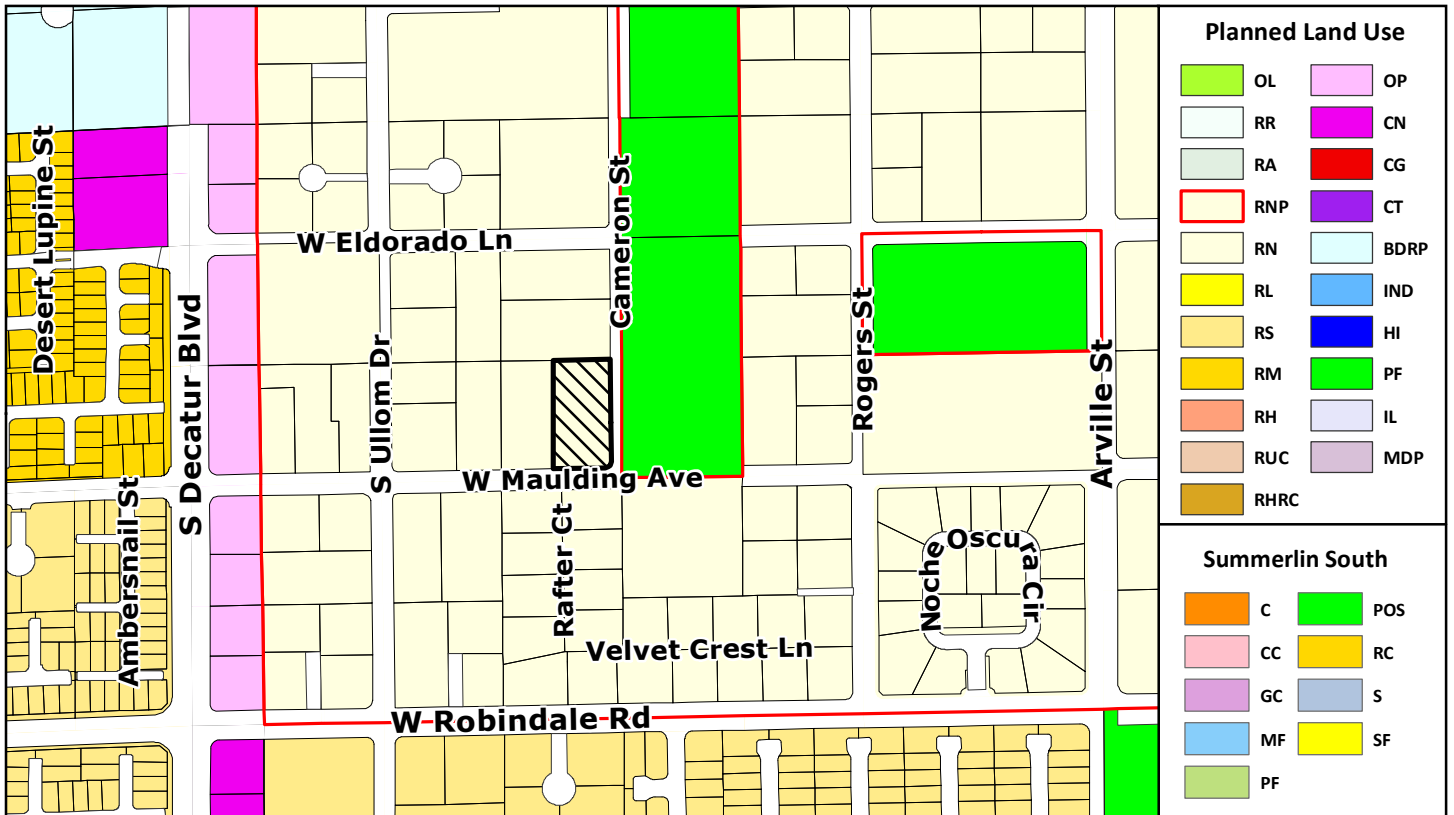 Desert Lupine St
Ambersnail St
S Decatur Blvd
W Eldorado Ln
S Ullom Dr
Cameron St
W Maulding Ave
Rafter Ct
Velvet Crest Ln
W Robindale Rd
Rogers St
Arville St
Noche Oscura Cir
Planned Land Use
OL OP
RR CN
RA CG
RNP CT
RN BDRP
RL IND
RS HI
RM PF
RH IL
RUC MDP
RHRC
Summerlin South
C POS
CC RC
GC S
MF SF
PF